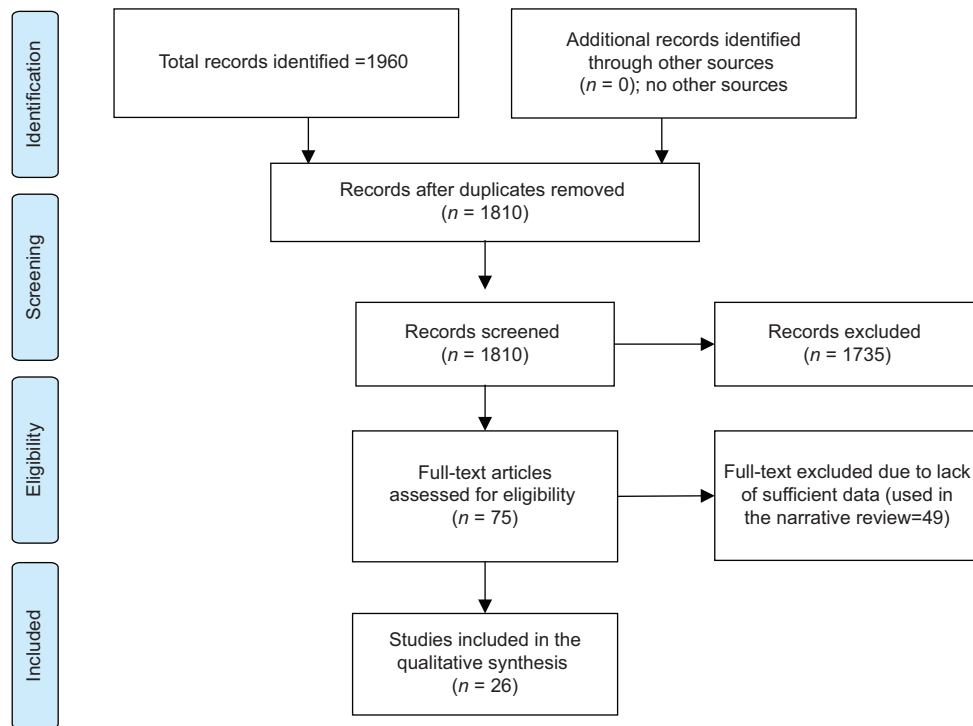 Identification
Total records identified =1960
Additional records identified
through other sources
(n = 0); no other sources
Records after duplicates removed
(n = 1810)
Screening
Records screened
(n = 1810)
Records excluded
(n = 1735)
Eligibility
Full-text articles
assessed for eligibility
(n = 75)
Full-text excluded due to lack
of sufficient data (used in
the narrative review=49)
Included
Studies included in the
qualitative synthesis
(n = 26)